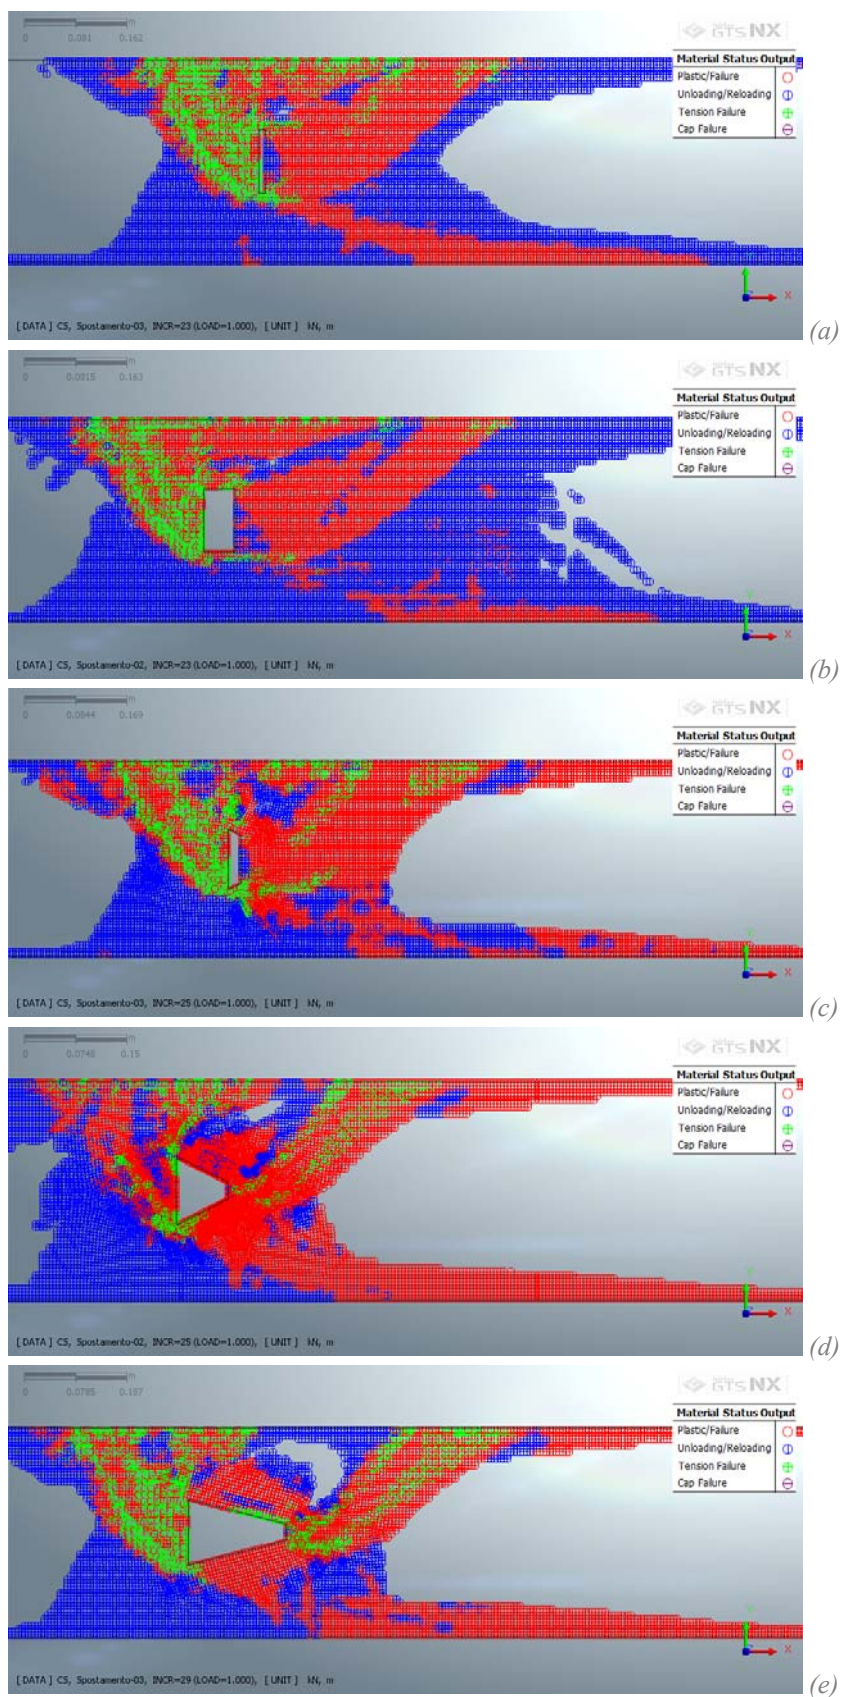 m
0 0.081 0.162
GTS NX
Material Status Output
Plastic/Failure
Unloading/Reloading
Tension Failure
Cap Failure
X
[ DATA ] CS, Spostamento-03, INCR=23 (LOAD=1.000), [ UNIT ] kN, m
(a)
m
0 0.0815 0.163
GTS NX
Material Status Output
Plastic/Failure
Unloading/Reloading
Tension Failure
Cap Failure
X
[ DATA ] CS, Spostamento-02, INCR=23 (LOAD=1.000), [ UNIT ] kN, m
(b)
m
0 0.0844 0.169
GTS NX
Material Status Output
Plastic/Failure
Unloading/Reloading
Tension Failure
Cap Failure
X
[ DATA ] CS, Spostamento-03, INCR=25 (LOAD=1.000), [ UNIT ] kN, m
(c)
m
0 0.0748 0.15
GTS NX
Material Status Output
Plastic/Failure
Unloading/Reloading
Tension Failure
Cap Failure
X
[ DATA ] CS, Spostamento-02, INCR=25 (LOAD=1.000), [ UNIT ] kN, m
(d)
m
0
GTS NX
Material Status Output
Plastic/Failure
Unloading/Reloading
Tension Failure
Cap Failure
X
[ DATA ] CS, Spostamento-03, INCR=29 (LOAD=1.000), [ UNIT ] kN, m
(e)